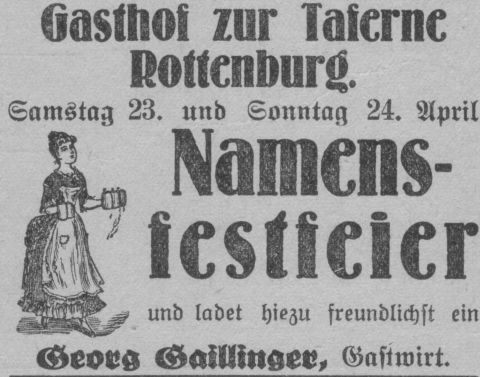 Gasthof zur Taferne
Rottenburg.
Samstag 23. und Sonntag 24. April
Namens-
festfeier
und ladet hiezu freundlichst ein
Georg Gaillinger, Gastwirt.